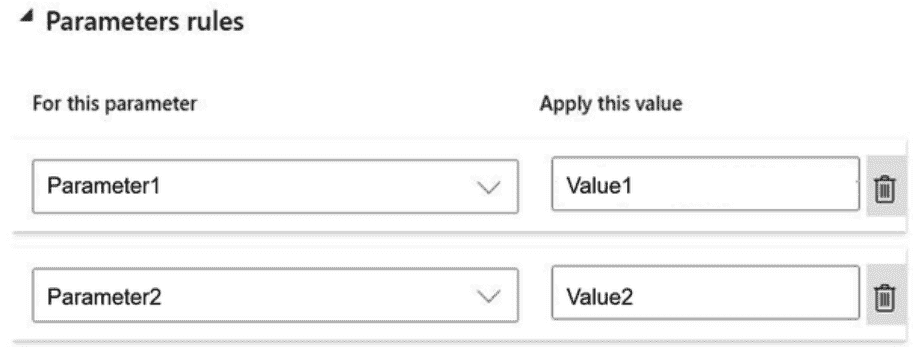 Parameters rules
For this parameter Apply this value
Parameter1 Value1
Parameter2 Value2